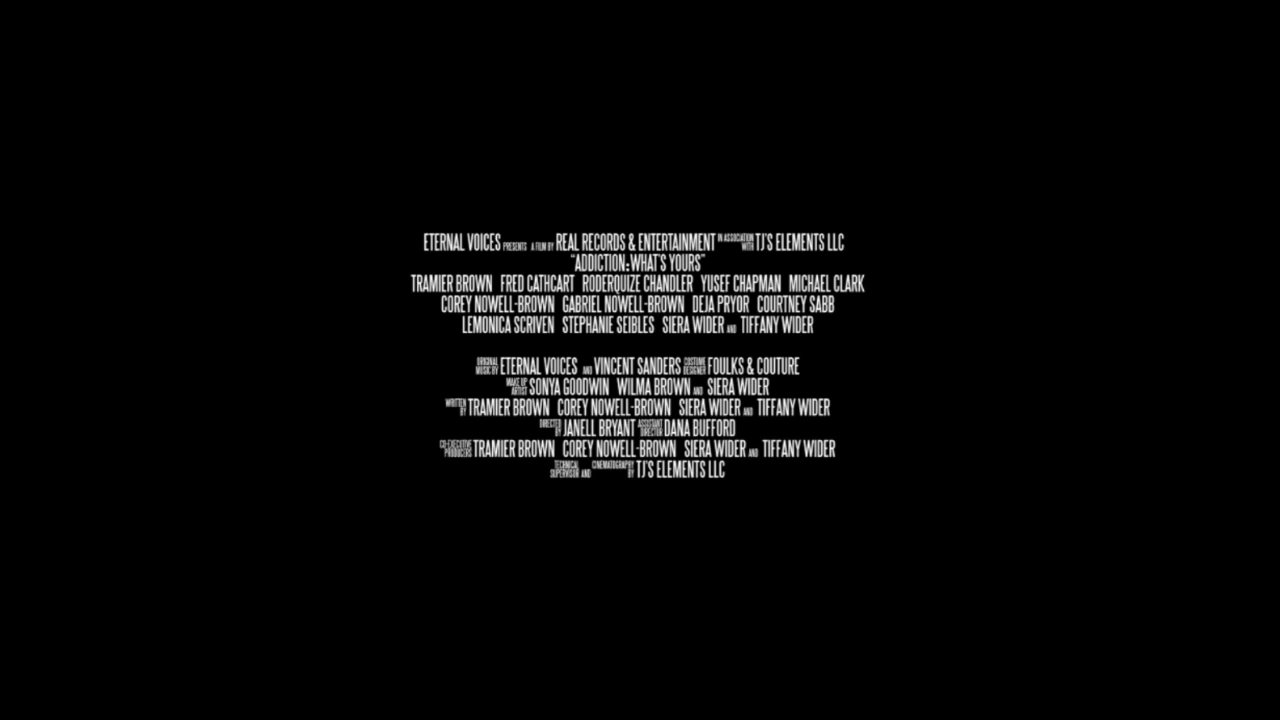 ETERNAL VOICES PRESENTS A FILM BY REAL RECORDS & ENTERTAINMENT IN ASSOCIATION WITH TJ'S ELEMENTS LLC
"ADDICTION: WHAT'S YOURS"
TRAMIER BROWN FRED CATHCART RODERQUIZE CHANDLER YUSEF CHAPMAN MICHAEL CLARK
COREY NOWELL-BROWN GABRIEL NOWELL-BROWN DEJA PRYOR COURTNEY SABB
LEMONICA SCRIVEN STEPHANIE SEIBLES SIERA WIDER AND TIFFANY WIDER
ORIGINAL MUSIC BY ETERNAL VOICES AND VINCENT SANDERS COSTUME DESIGNER FOULKS & COUTURE
MAKE UP ARTIST SONYA GOODWIN WILMA BROWN AND SIERA WIDER
WRITTEN BY TRAMIER BROWN COREY NOWELL-BROWN SIERA WIDER AND TIFFANY WIDER
DIRECTED BY JANELL BRYANT ASSISTANT DIRECTOR DANA BUFFORD
CO-EXECUTIVE PRODUCERS TRAMIER BROWN COREY NOWELL-BROWN SIERA WIDER AND TIFFANY WIDER
TECHNICAL SUPERVISOR AND CINEMATOGRAPHY BY TJ'S ELEMENTS LLC